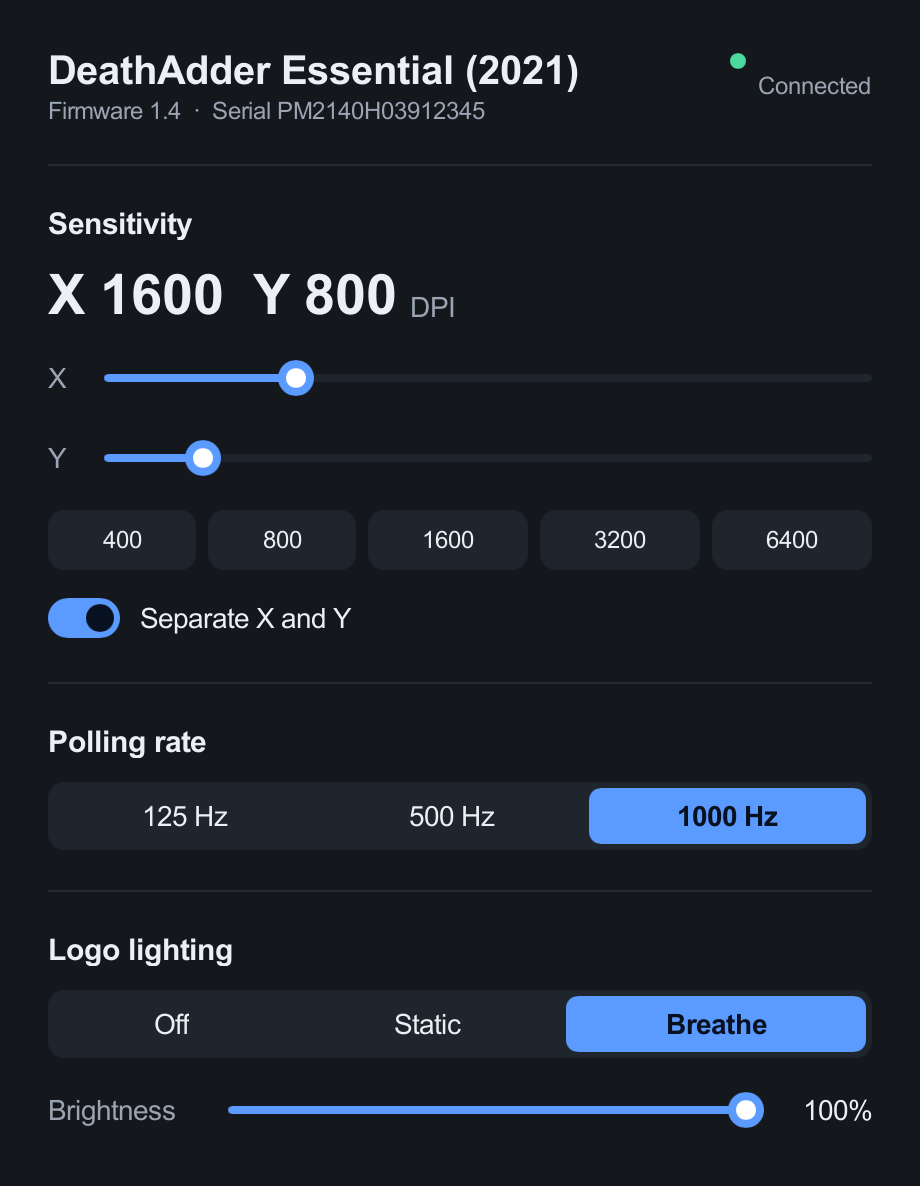 DeathAdder Essential (2021)
Connected
Firmware 1.4 · Serial PM2140H03912345
Sensitivity
X 1600 Y 800 DPI
X
Y
400 800 1600 3200 6400
Separate X and Y
Polling rate
125 Hz 500 Hz 1000 Hz
Logo lighting
Off Static Breathe
Brightness 100%